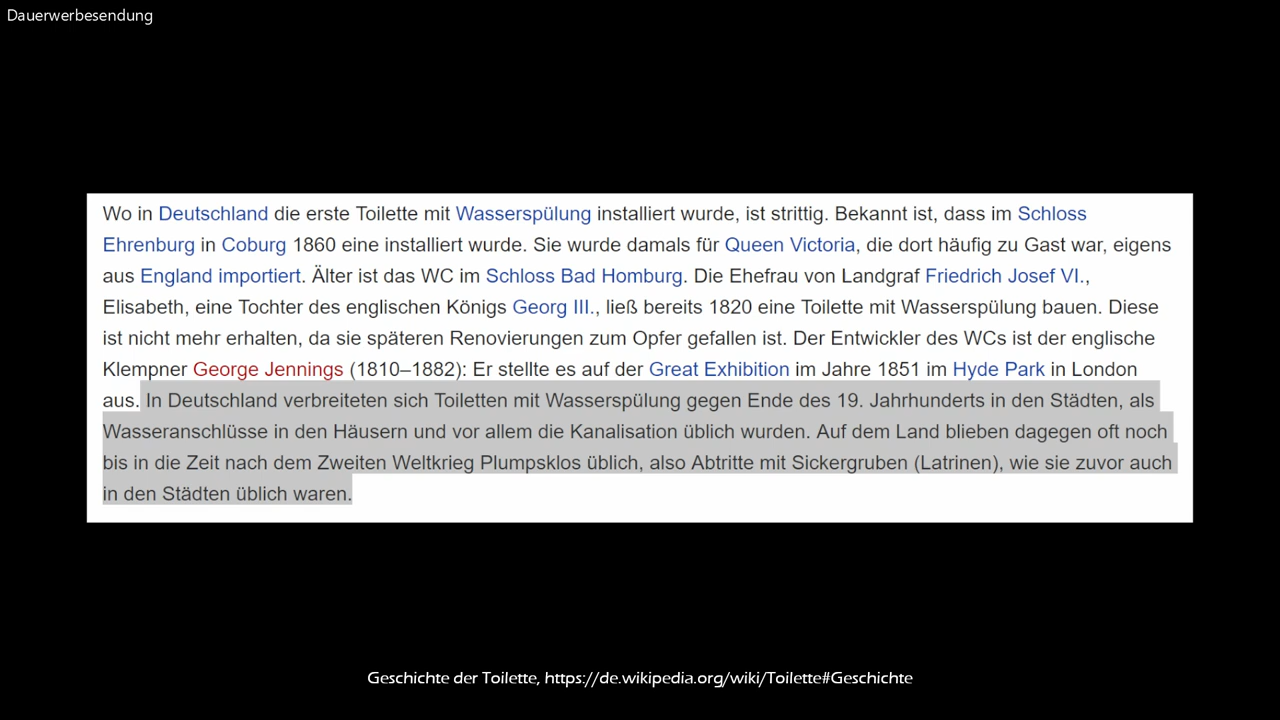 Dauerwerbesendung
Wo in Deutschland die erste Toilette mit Wasserspülung installiert wurde, ist strittig. Bekannt ist, dass im Schloss
Ehrenburg in Coburg 1860 eine installiert wurde. Sie wurde damals für Queen Victoria, die dort häufig zu Gast war, eigens
aus England importiert. Älter ist das WC im Schloss Bad Homburg. Die Ehefrau von Landgraf Friedrich Josef VI.,
Elisabeth, eine Tochter des englischen Königs Georg III., ließ bereits 1820 eine Toilette mit Wasserspülung bauen. Diese
ist nicht mehr erhalten, da sie späteren Renovierungen zum Opfer gefallen ist. Der Entwickler des WCs ist der englische
Klempner George Jennings (1810–1882): Er stellte es auf der Great Exhibition im Jahre 1851 im Hyde Park in London
aus. In Deutschland verbreiteten sich Toiletten mit Wasserspülung gegen Ende des 19. Jahrhunderts in den Städten, als
Wasseranschlüsse in den Häusern und vor allem die Kanalisation üblich wurden. Auf dem Land blieben dagegen oft noch
bis in die Zeit nach dem Zweiten Weltkrieg Plumpsklos üblich, also Abtritte mit Sickergruben (Latrinen), wie sie zuvor auch
in den Städten üblich waren.
Geschichte der Toilette, https://de.wikipedia.org/wiki/Toilette#Geschichte